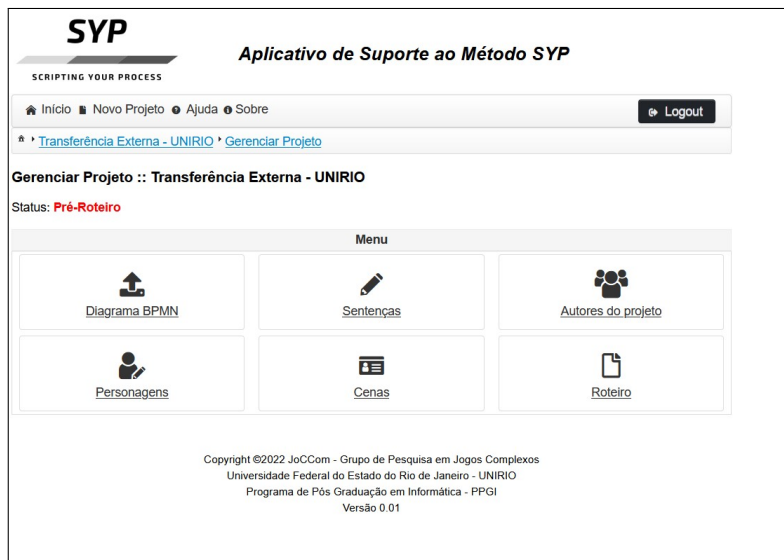 SYP
SCRIPTING YOUR PROCESS
Aplicativo de Suporte ao Método SYP
Início Novo Projeto Ajuda Sobre Logout
Transferência Externa - UNIRIO Gerenciar Projeto
Gerenciar Projeto :: Transferência Externa - UNIRIO
Status: Pré-Roteiro
Menu
Diagrama BPMN Sentenças Autores do projeto
Personagens Cenas Roteiro
Copyright ©2022 JoCCom - Grupo de Pesquisa em Jogos Complexos
Universidade Federal do Estado do Rio de Janeiro - UNIRIO
Programa de Pós Graduação em Informática - PPGI
Versão 0.01